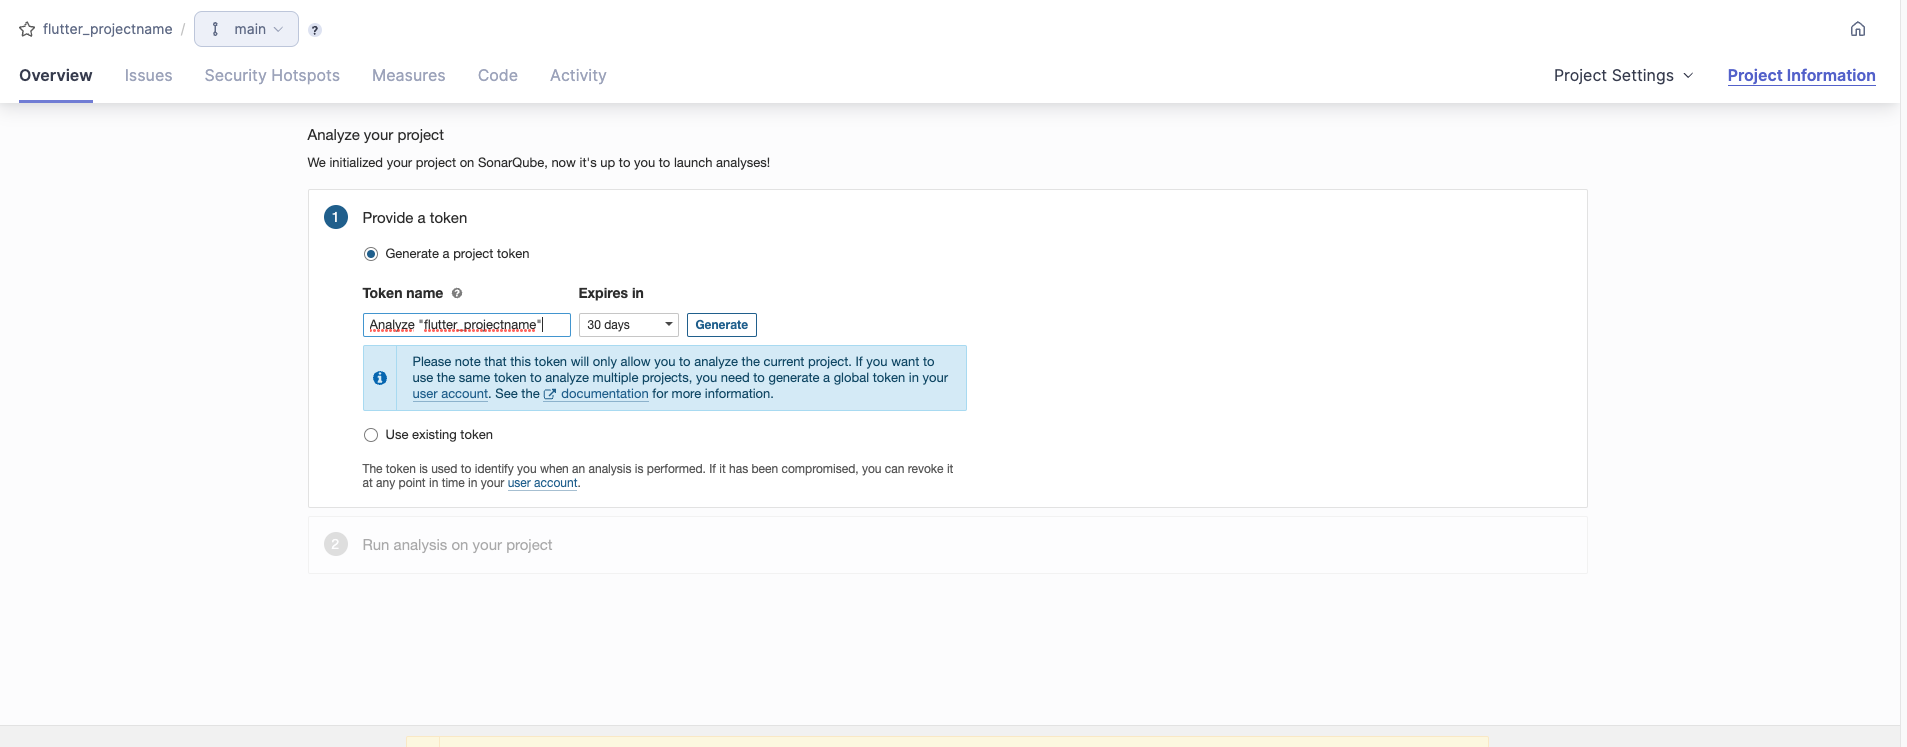 flutter_projectname / main ?
Overview Issues Security Hotspots Measures Code Activity Project Settings Project Information
Analyze your project
We initialized your project on SonarQube, now it's up to you to launch analyses!
1 Provide a token
Generate a project token
Token name ? Expires in
Analyze "flutter_projectname" 30 days Generate
Please note that this token will only allow you to analyze the current project. If you want to
use the same token to analyze multiple projects, you need to generate a global token in your
user account. See the documentation for more information.
Use existing token
The token is used to identify you when an analysis is performed. If it has been compromised, you can revoke it
at any point in time in your user account.
2 Run analysis on your project